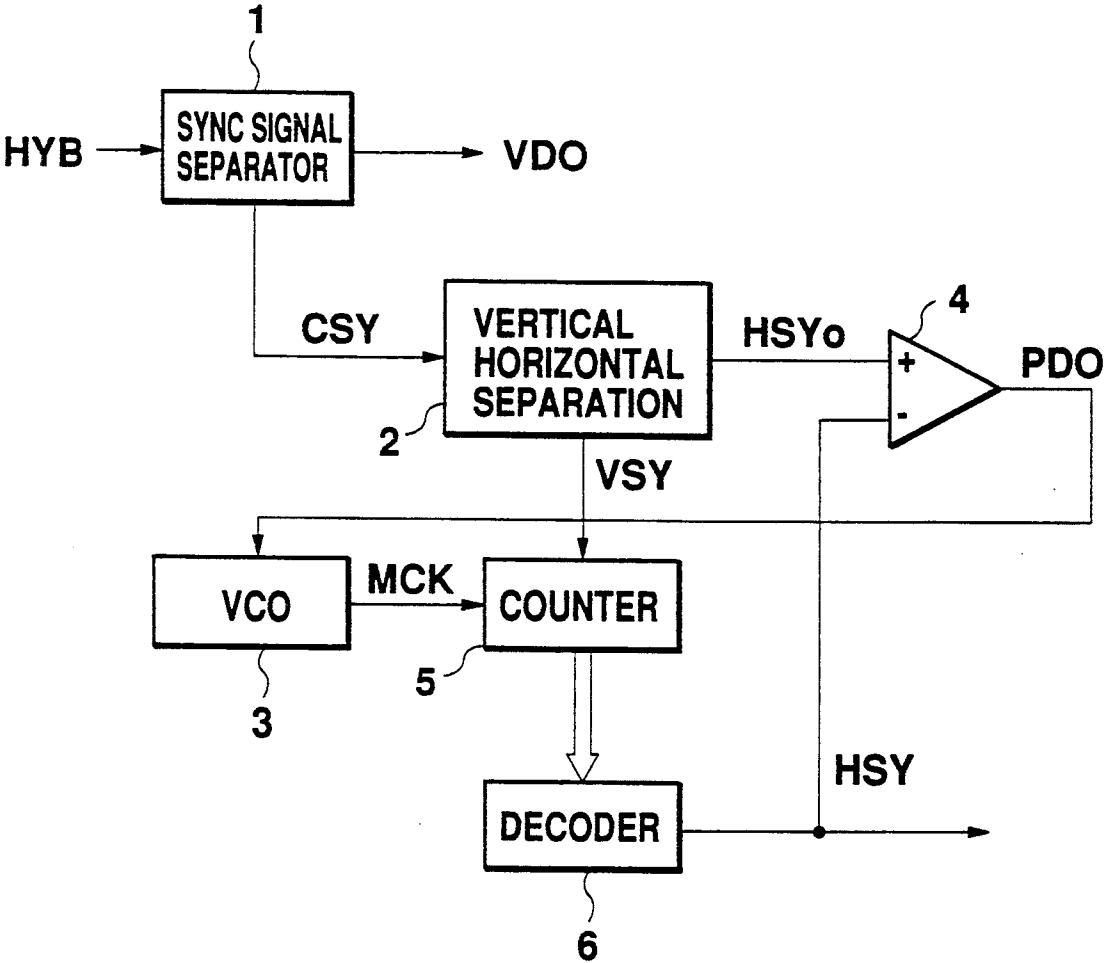 1
SYNC SIGNAL
SEPARATOR
HYB
VDO
CSY
VERTICAL
HORIZONTAL
SEPARATION
2
HSYo
4
+
-
PDO
VSY
VCO
3
MCK
COUNTER
5
HSY
DECODER
6